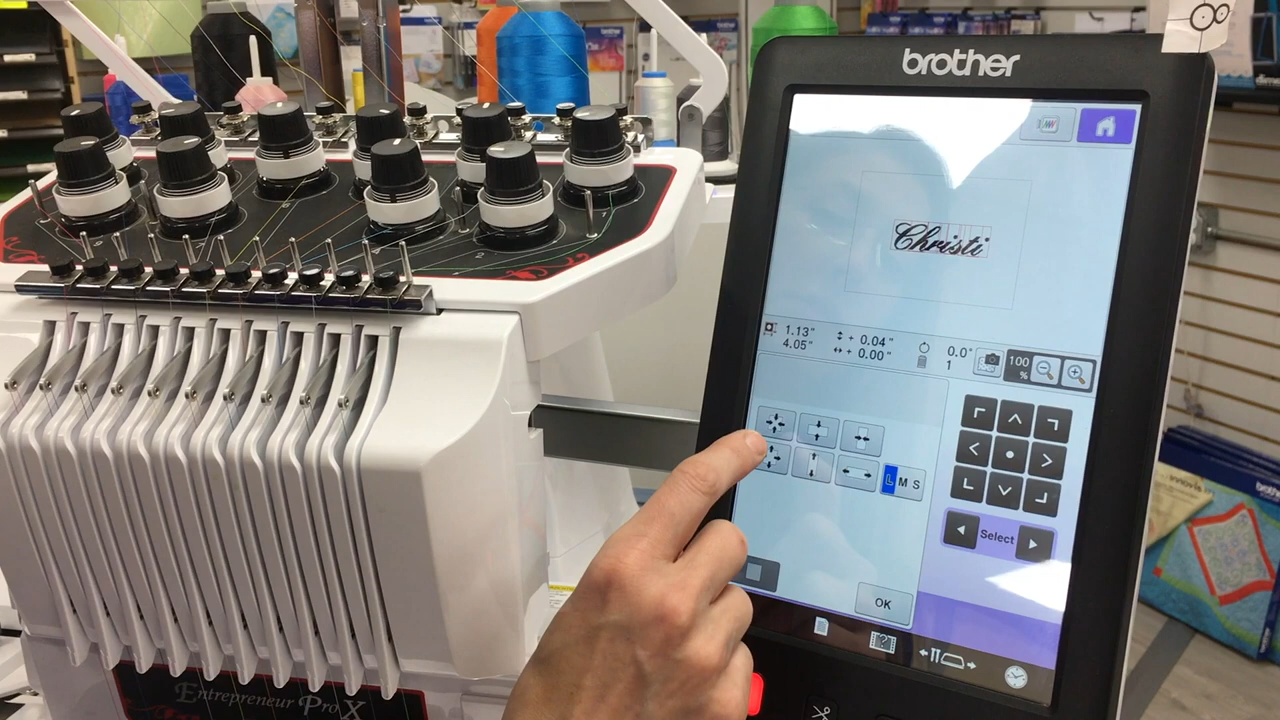 brother
Christi
1.13" + 0.04" 0.0° 100
4.05" + 0.00" 1 %
L M S
Select
OK
Entrepreneur Pro X